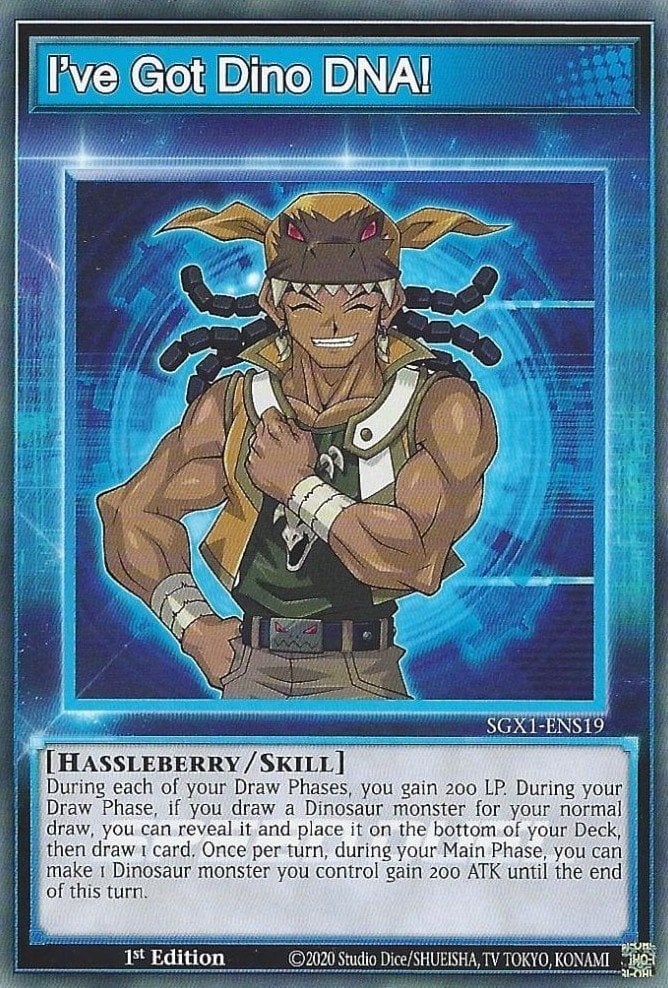 I've Got Dino DNA!
SGX1-ENS19
[HASSLEBERRY/SKILL]
During each of your Draw Phases, you gain 200 LP. During your
Draw Phase, if you draw a Dinosaur monster for your normal
draw, you can reveal it and place it on the bottom of your Deck,
then draw 1 card. Once per turn, during your Main Phase, you can
make 1 Dinosaur monster you control gain 200 ATK until the end
of this turn.
1st Edition
©2020 Studio Dice/SHUEISHA, TV TOKYO, KONAMI